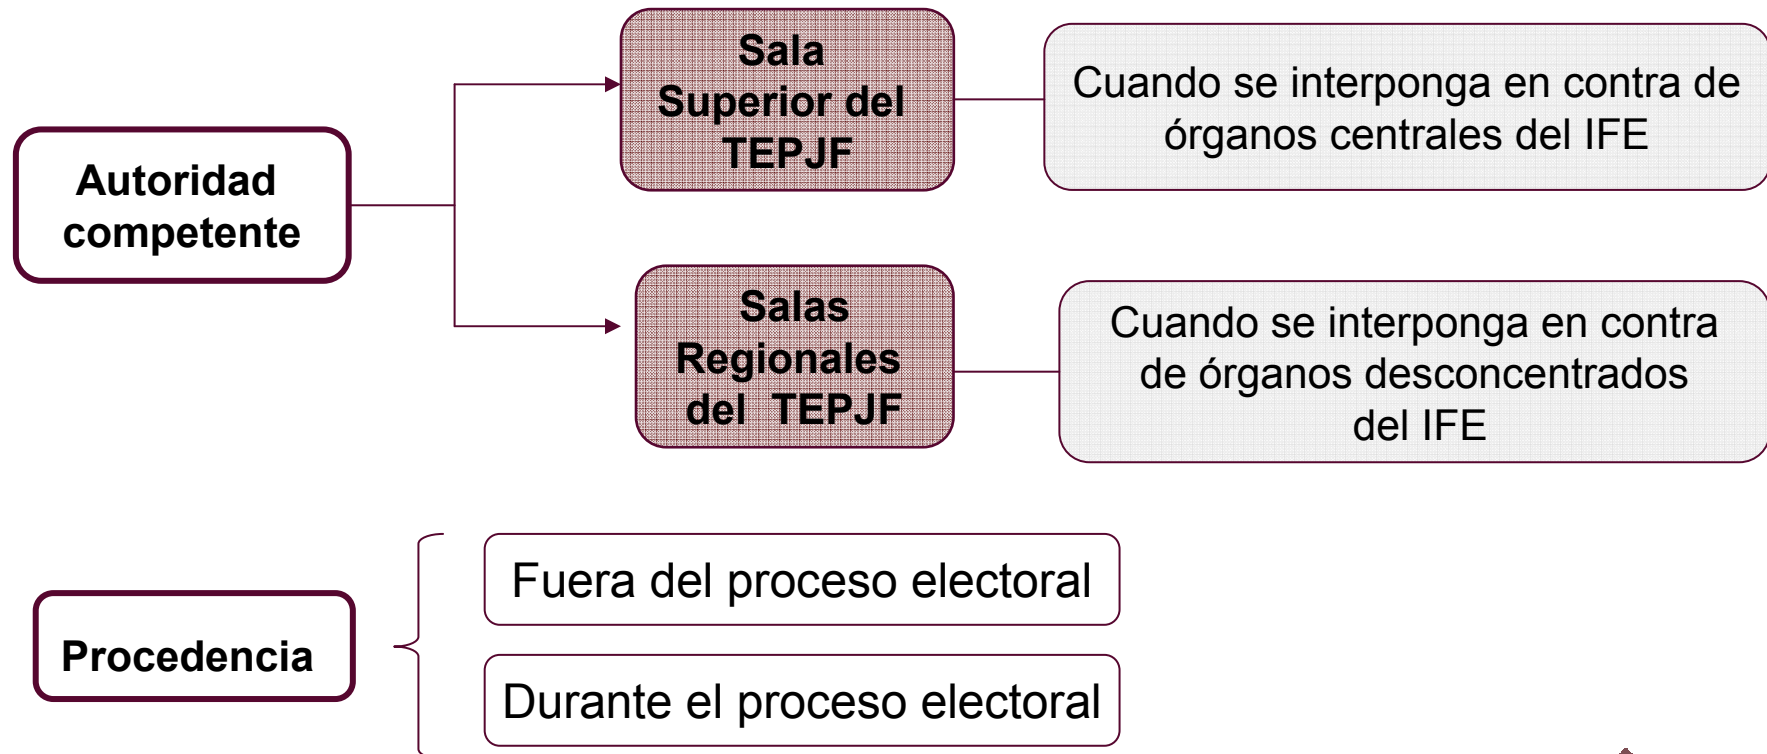 Autoridad
competente
Sala
Superior del
TEPJF
Cuando se interponga en contra de
órganos centrales del IFE
Salas
Regionales
del TEPJF
Cuando se interponga en contra
de órganos desconcentrados
del IFE
Procedencia
Fuera del proceso electoral
Durante el proceso electoral